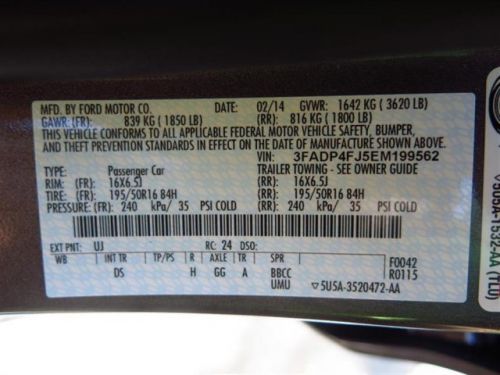 MFD. BY FORD MOTOR CO. DATE: 02/14 GVWR: 1642 KG ( 3620 LB)
GAWR: (FR) 839 KG ( 1850 LB) (RR): 816 KG ( 1800 LB)
THIS VEHICLE CONFORMS TO ALL APPLICABLE FEDERAL MOTOR VEHICLE SAFETY, BUMPER,
AND THEFT PREVENTION STANDARDS IN EFFECT ON THE DATE OF MANUFACTURE SHOWN ABOVE.
VIN: 3FADP4FJ5EM199562
TYPE: Passenger Car TRAILER TOWING - SEE OWNER GUIDE
RIM: (FR) 16X6.5J (RR): 16X6.5J
TIRE: (FR) 195/50R16 84H (RR): 195/50R16 84H
PRESSURE: (FR) 240 kPa/ 35 PSI COLD (RR): 240 kPa/ 35 PSI COLD
EXT PNT: UJ RC: 24 DSO:
WB INT TR TP/PS R AXLE TR SPR F0042
DS H GG A BBCC R0115
UMU ▽5U5A-3520472-AA